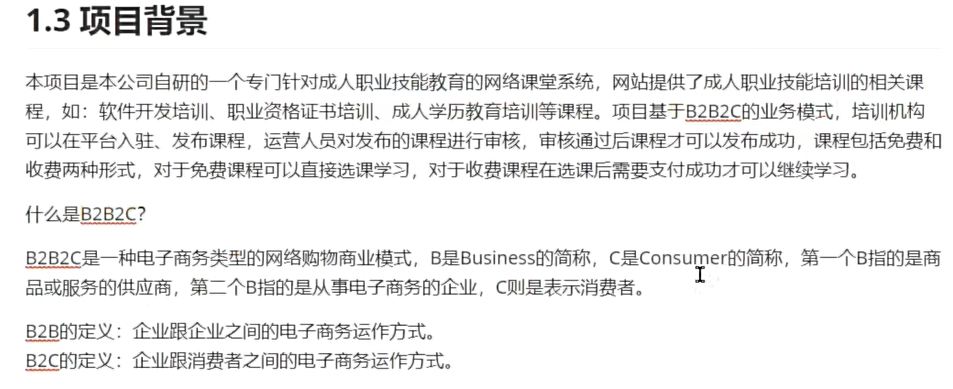 1.3 项目背景
本项目是本公司自研的一个专门针对成人职业技能教育的网络课堂系统，网站提供了成人职业技能培训的相关课
程，如：软件开发培训、职业资格证书培训、成人学历教育培训等课程。项目基于B2B2C的业务模式，培训机构
可以在平台入驻、发布课程，运营人员对发布的课程进行审核，审核通过后课程才可以发布成功，课程包括免费和
收费两种形式，对于免费课程可以直接选课学习，对于收费课程在选课后需要支付成功才可以继续学习。
什么是B2B2C？
B2B2C是一种电子商务类型的网络购物商业模式，B是Business的简称，C是Consumer的简称，第一个B指的是商
品或服务的供应商，第二个B指的是从事电子商务的企业，C则是表示消费者。
B2B的定义：企业跟企业之间的电子商务运作方式。
B2C的定义：企业跟消费者之间的电子商务运作方式。